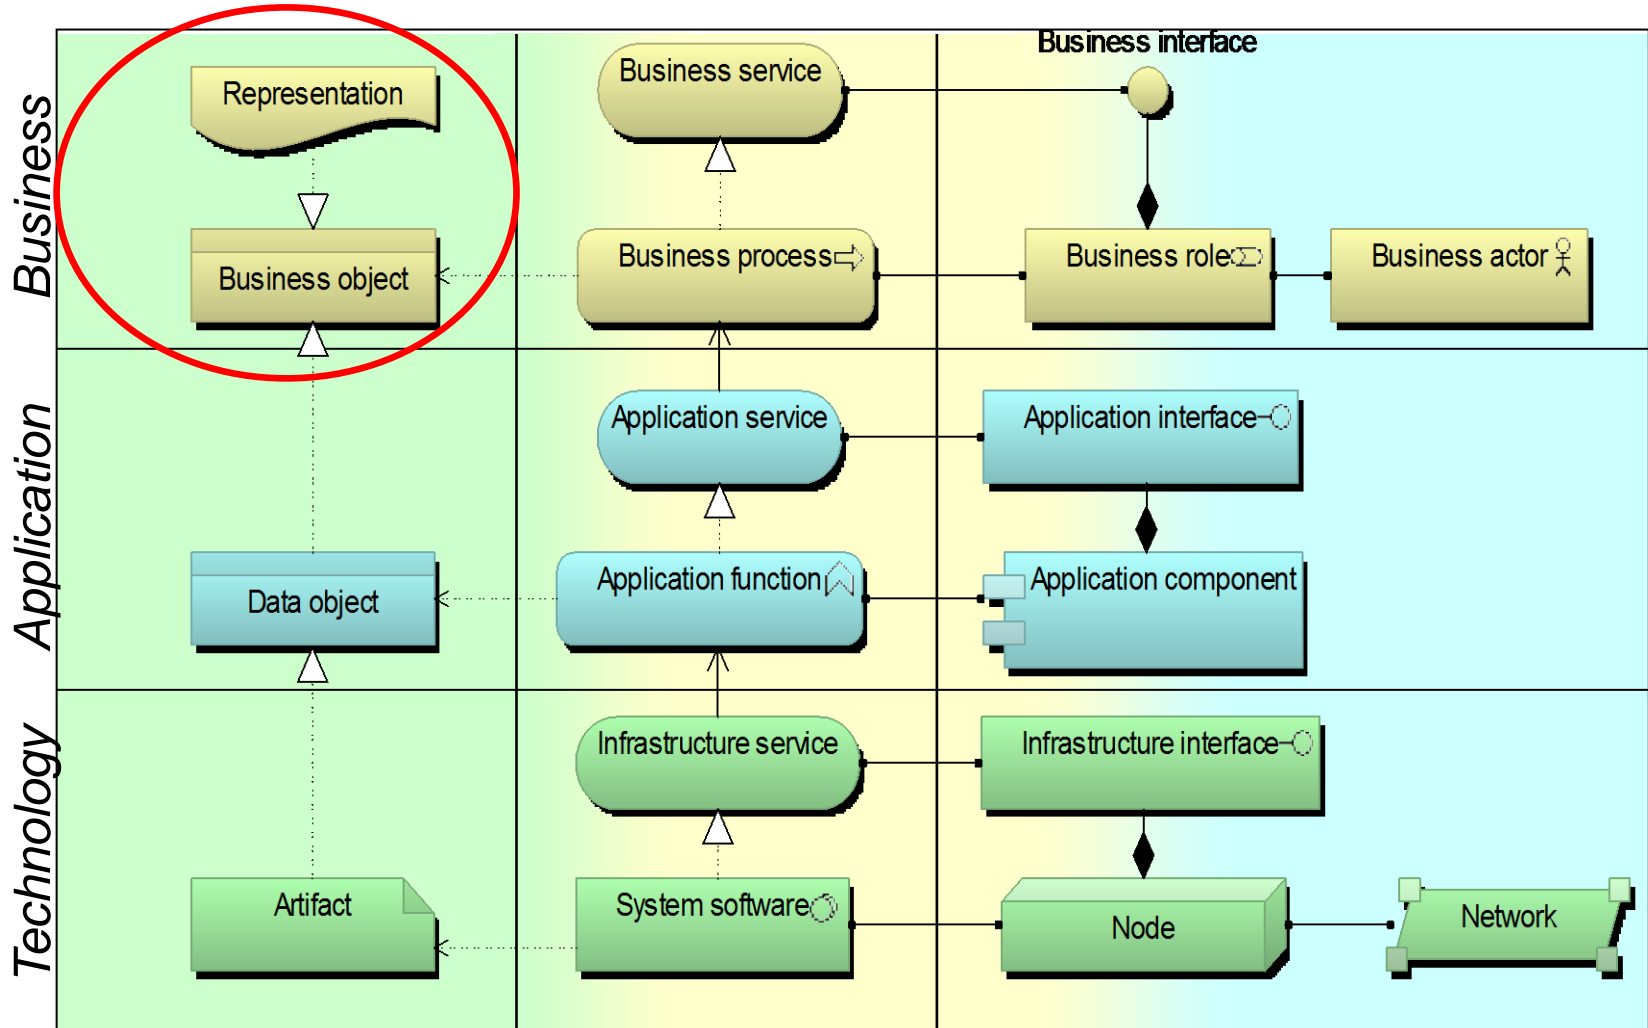 Business interface
Business
Representation
Business service
Business object
Business process
Business role
Business actor
Application
Application service
Application interface
Data object
Application function
Application component
Technology
Infrastructure service
Infrastructure interface
Artifact
System software
Node
Network